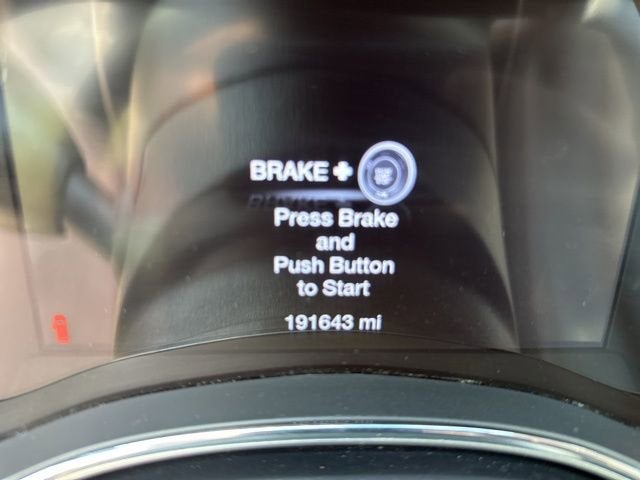 BRAKE +
Press Brake
and
Push Button
to Start
191643 mi